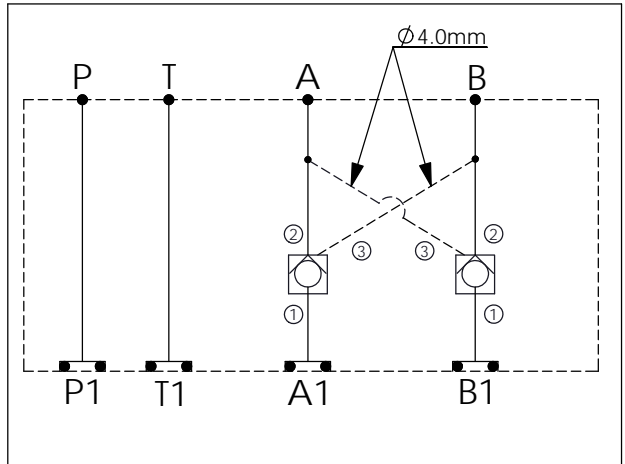 Ø4.0mm
P T A B
② ②
③ ③
① ①
P1 T1 A1 B1